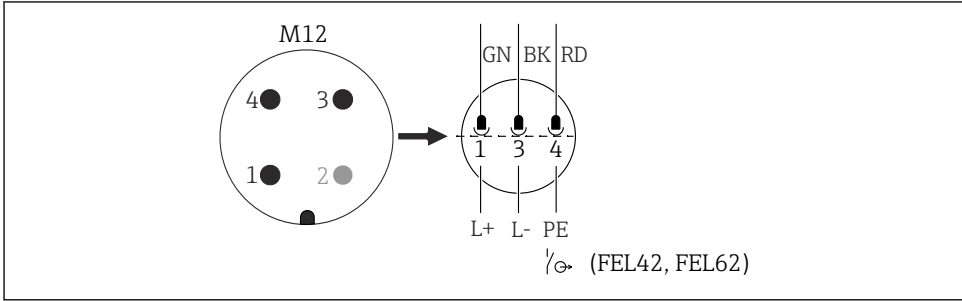 M12
GN BK RD
4 3
1 3 4
1 2
L+ L- PE
(FEL42, FEL62)